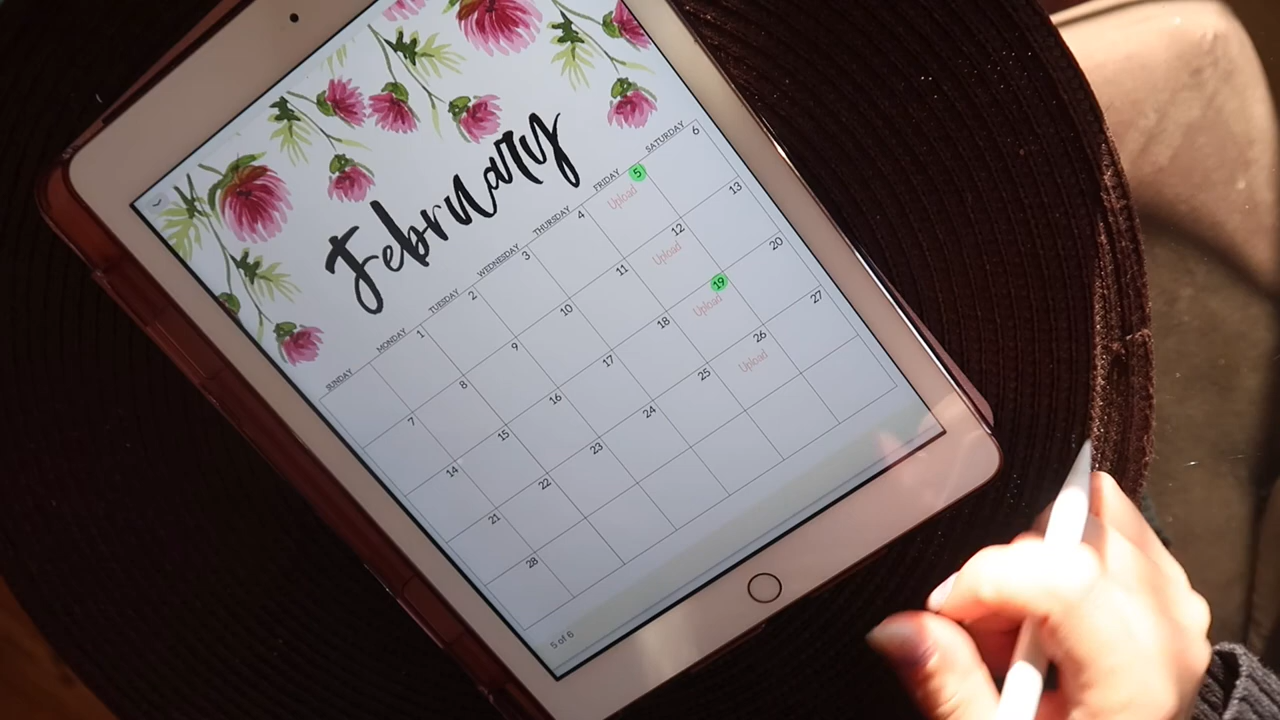 February
SUNDAY MONDAY TUESDAY WEDNESDAY THURSDAY FRIDAY SATURDAY
1 2 3 4 5 6
Upload
7 8 9 10 11 12 13
Upload
14 15 16 17 18 19 20
Upload
21 22 23 24 25 26 27
Upload
28
5 of 6